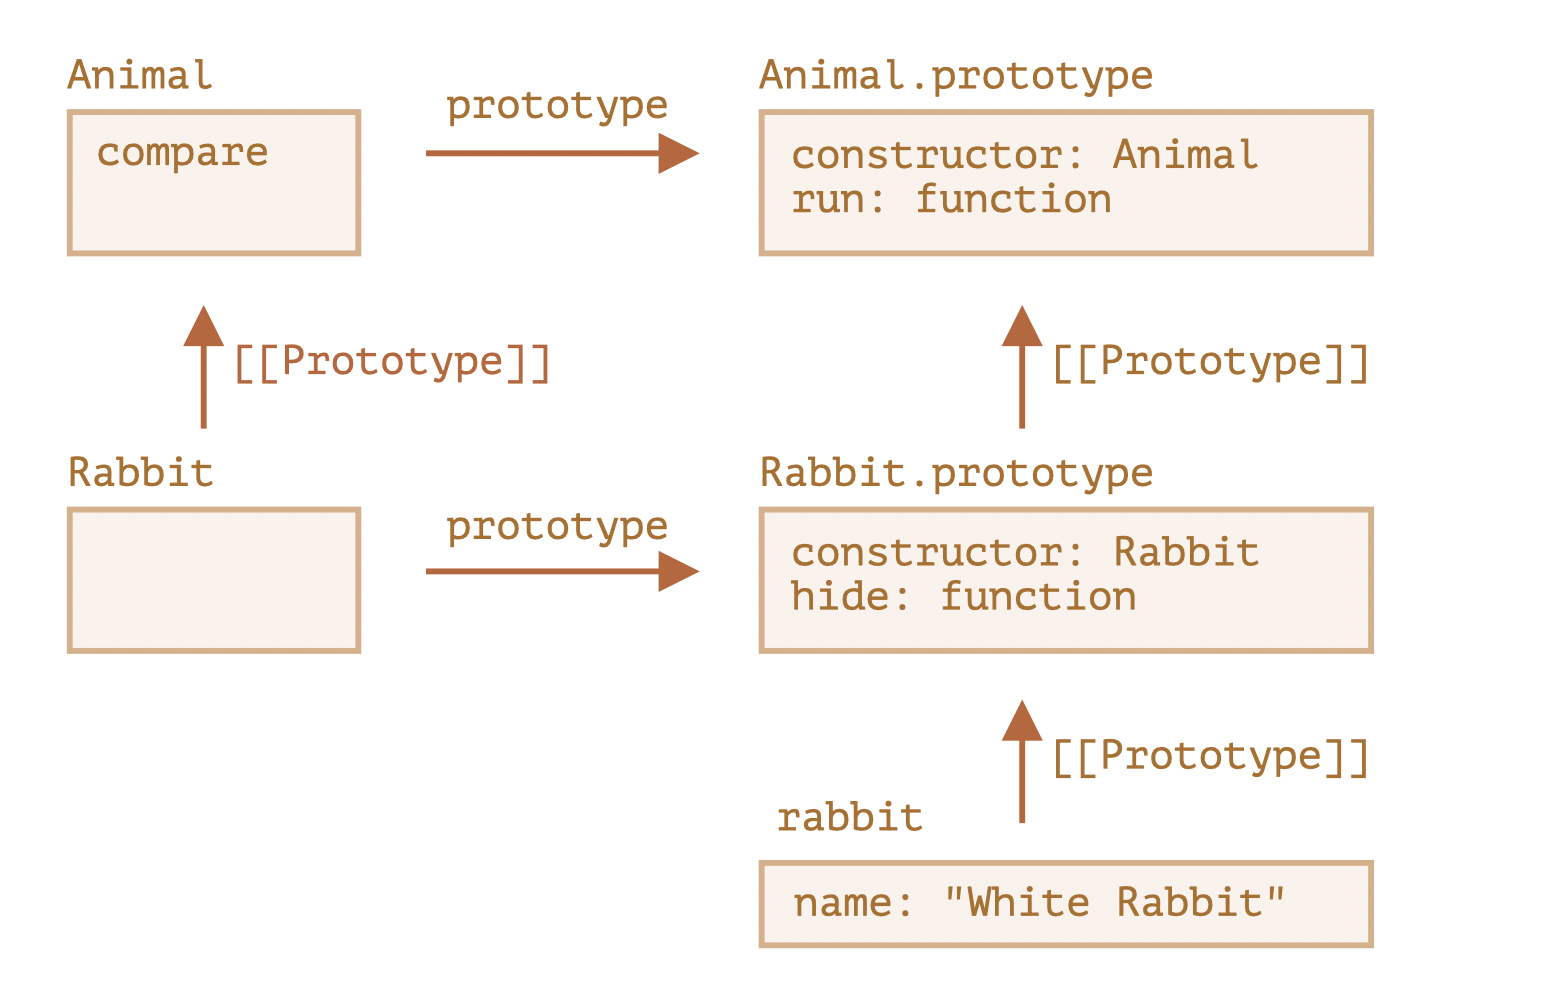 Animal
prototype
Animal.prototype
compare
constructor: Animal
run: function
[[Prototype]]
[[Prototype]]
Rabbit
prototype
Rabbit.prototype
constructor: Rabbit
hide: function
[[Prototype]]
rabbit
name: "White Rabbit"